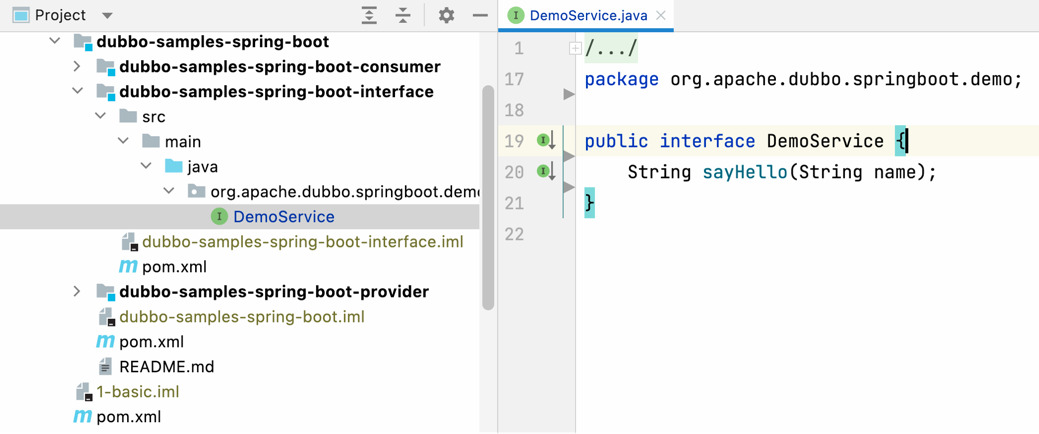 Project
dubbo-samples-spring-boot
dubbo-samples-spring-boot-consumer
dubbo-samples-spring-boot-interface
src
main
java
org.apache.dubbo.springboot.demo
I DemoService
dubbo-samples-spring-boot-interface.iml
m pom.xml
dubbo-samples-spring-boot-provider
dubbo-samples-spring-boot.iml
m pom.xml
README.md
1-basic.iml
m pom.xml
I DemoService.java
1 /.../
17 package org.apache.dubbo.springboot.demo;
18
19 I public interface DemoService {
20 I String sayHello(String name);
21 }
22